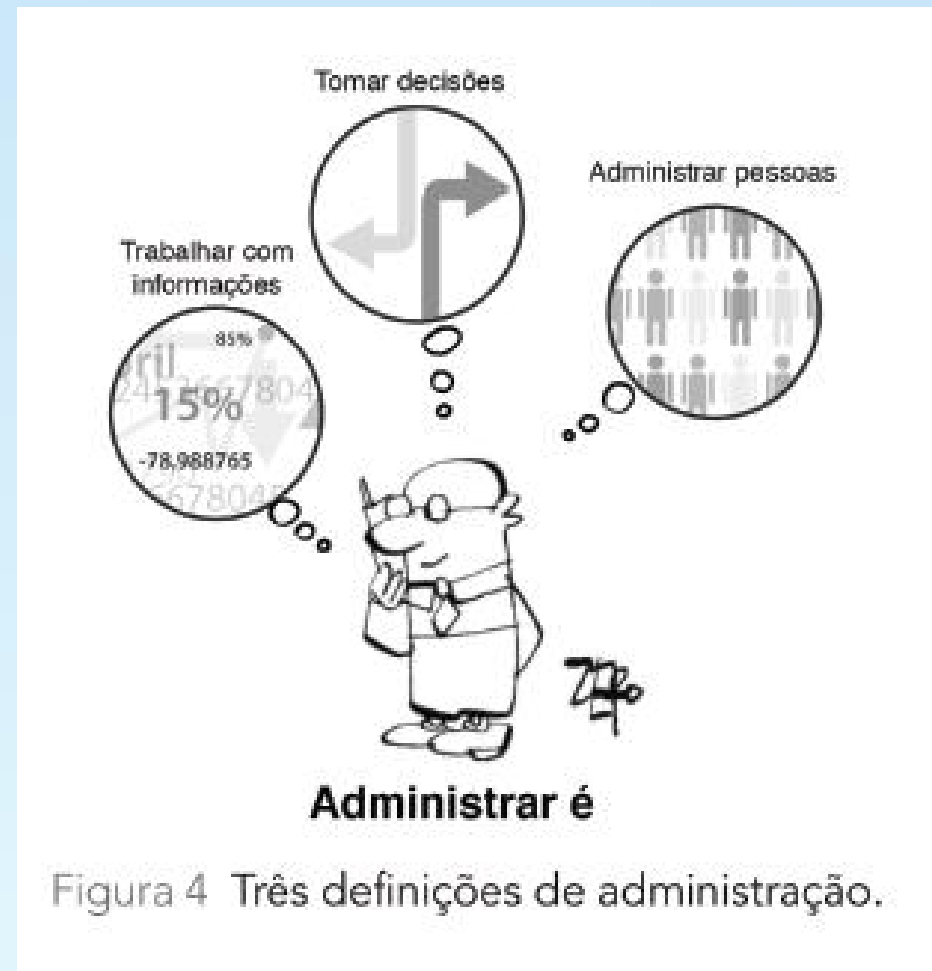 Tomar decisões
Administrar pessoas
Trabalhar com
informações
85%
15%
-78,988765
Administrar é
Figura 4 Três definições de administração.